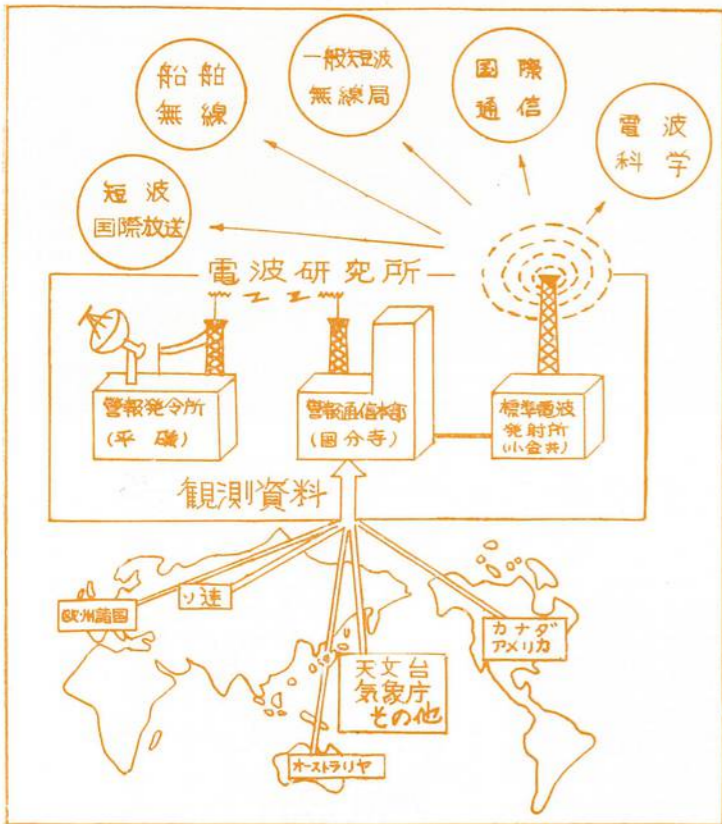 船舶
無線
一般短波
無線局
国際
通信
電波
科学
短波
国際放送
電波研究所
警報発令所
(平磯)
警報通信本部
(国分寺)
標準電波
発射所
(小金井)
観測資料
欧州諸国
ソ連
カナダ
アメリカ
天文台
気象庁
その他
オーストラリヤ